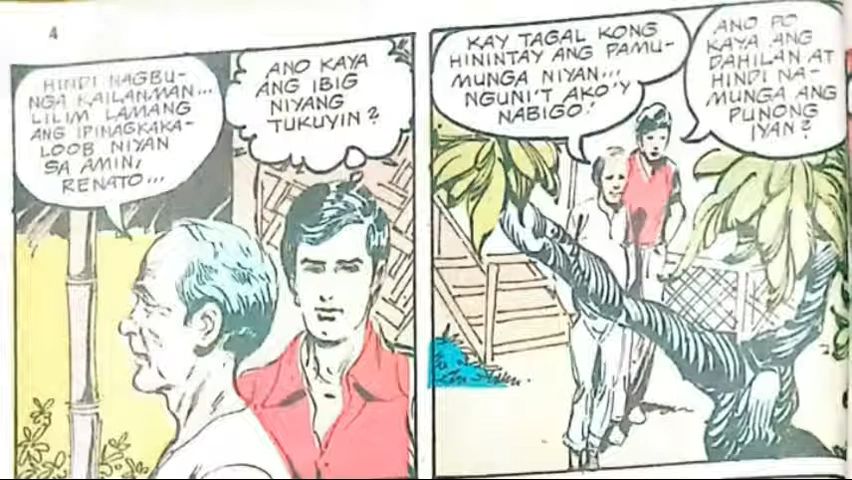 4
HINDI NAGBU-
NGA KAILANMAN...
LILIM LAMANG
ANG IPINAGKAKA-
LOOB NIYAN
SA AMIN,
RENATO...
ANO KAYA
ANG IBIG
NIYANG
TUKUYIN?
KAY TAGAL KONG
HININTAY ANG PAMU-
MUNGA NIYAN...
NGUNI'T AKO'Y
NABIGO!
ANO PO
KAYA ANG
DAHILAN AT
HINDI NA-
MUNGA ANG
PUNONG
IYAN?